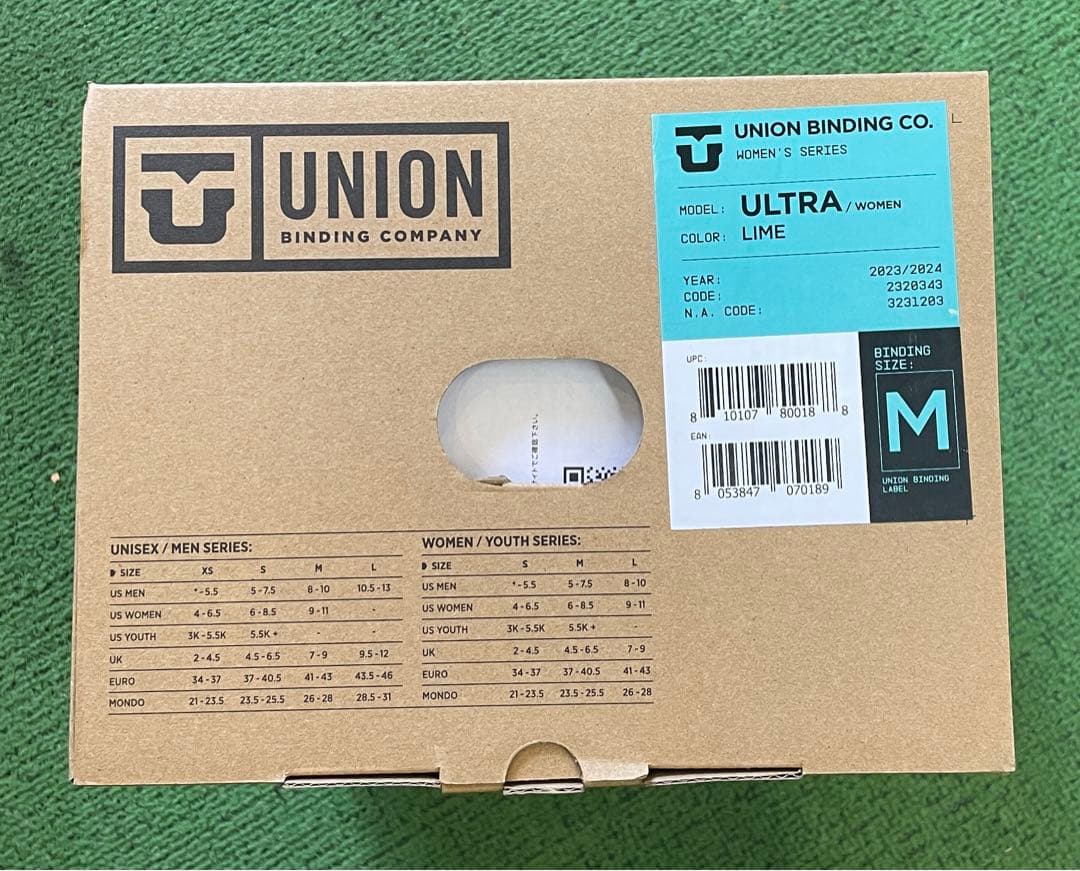 UNION
BINDING COMPANY
UNION BINDING CO.
WOMEN'S SERIES
MODEL: ULTRA / WOMEN
COLOR: LIME
YEAR: 2023/2024
CODE: 2320343
N.A. CODE: 3231203
UPC:
8 10107 80018 8
EAN:
8 053847 070189
BINDING
SIZE:
M
UNION BINDING
LABEL
トでご確認下さい。
UNISEX / MEN SERIES:
SIZE XS S M L
US MEN *-5.5 5-7.5 8-10 10.5-13
US WOMEN 4-6.5 6-8.5 9-11 -
US YOUTH 3K-5.5K 5.5K+ - -
UK 2-4.5 4.5-6.5 7-9 9.5-12
EURO 34-37 37-40.5 41-43 43.5-46
MONDO 21-23.5 23.5-25.5 26-28 28.5-31
WOMEN / YOUTH SERIES:
SIZE S M L
US MEN *-5.5 5-7.5 8-10
US WOMEN 4-6.5 6-8.5 9-11
US YOUTH 3K-5.5K 5.5K+ -
UK 2-4.5 4.5-6.5 7-9
EURO 34-37 37-40.5 41-43
MONDO 21-23.5 23.5-25.5 26-28